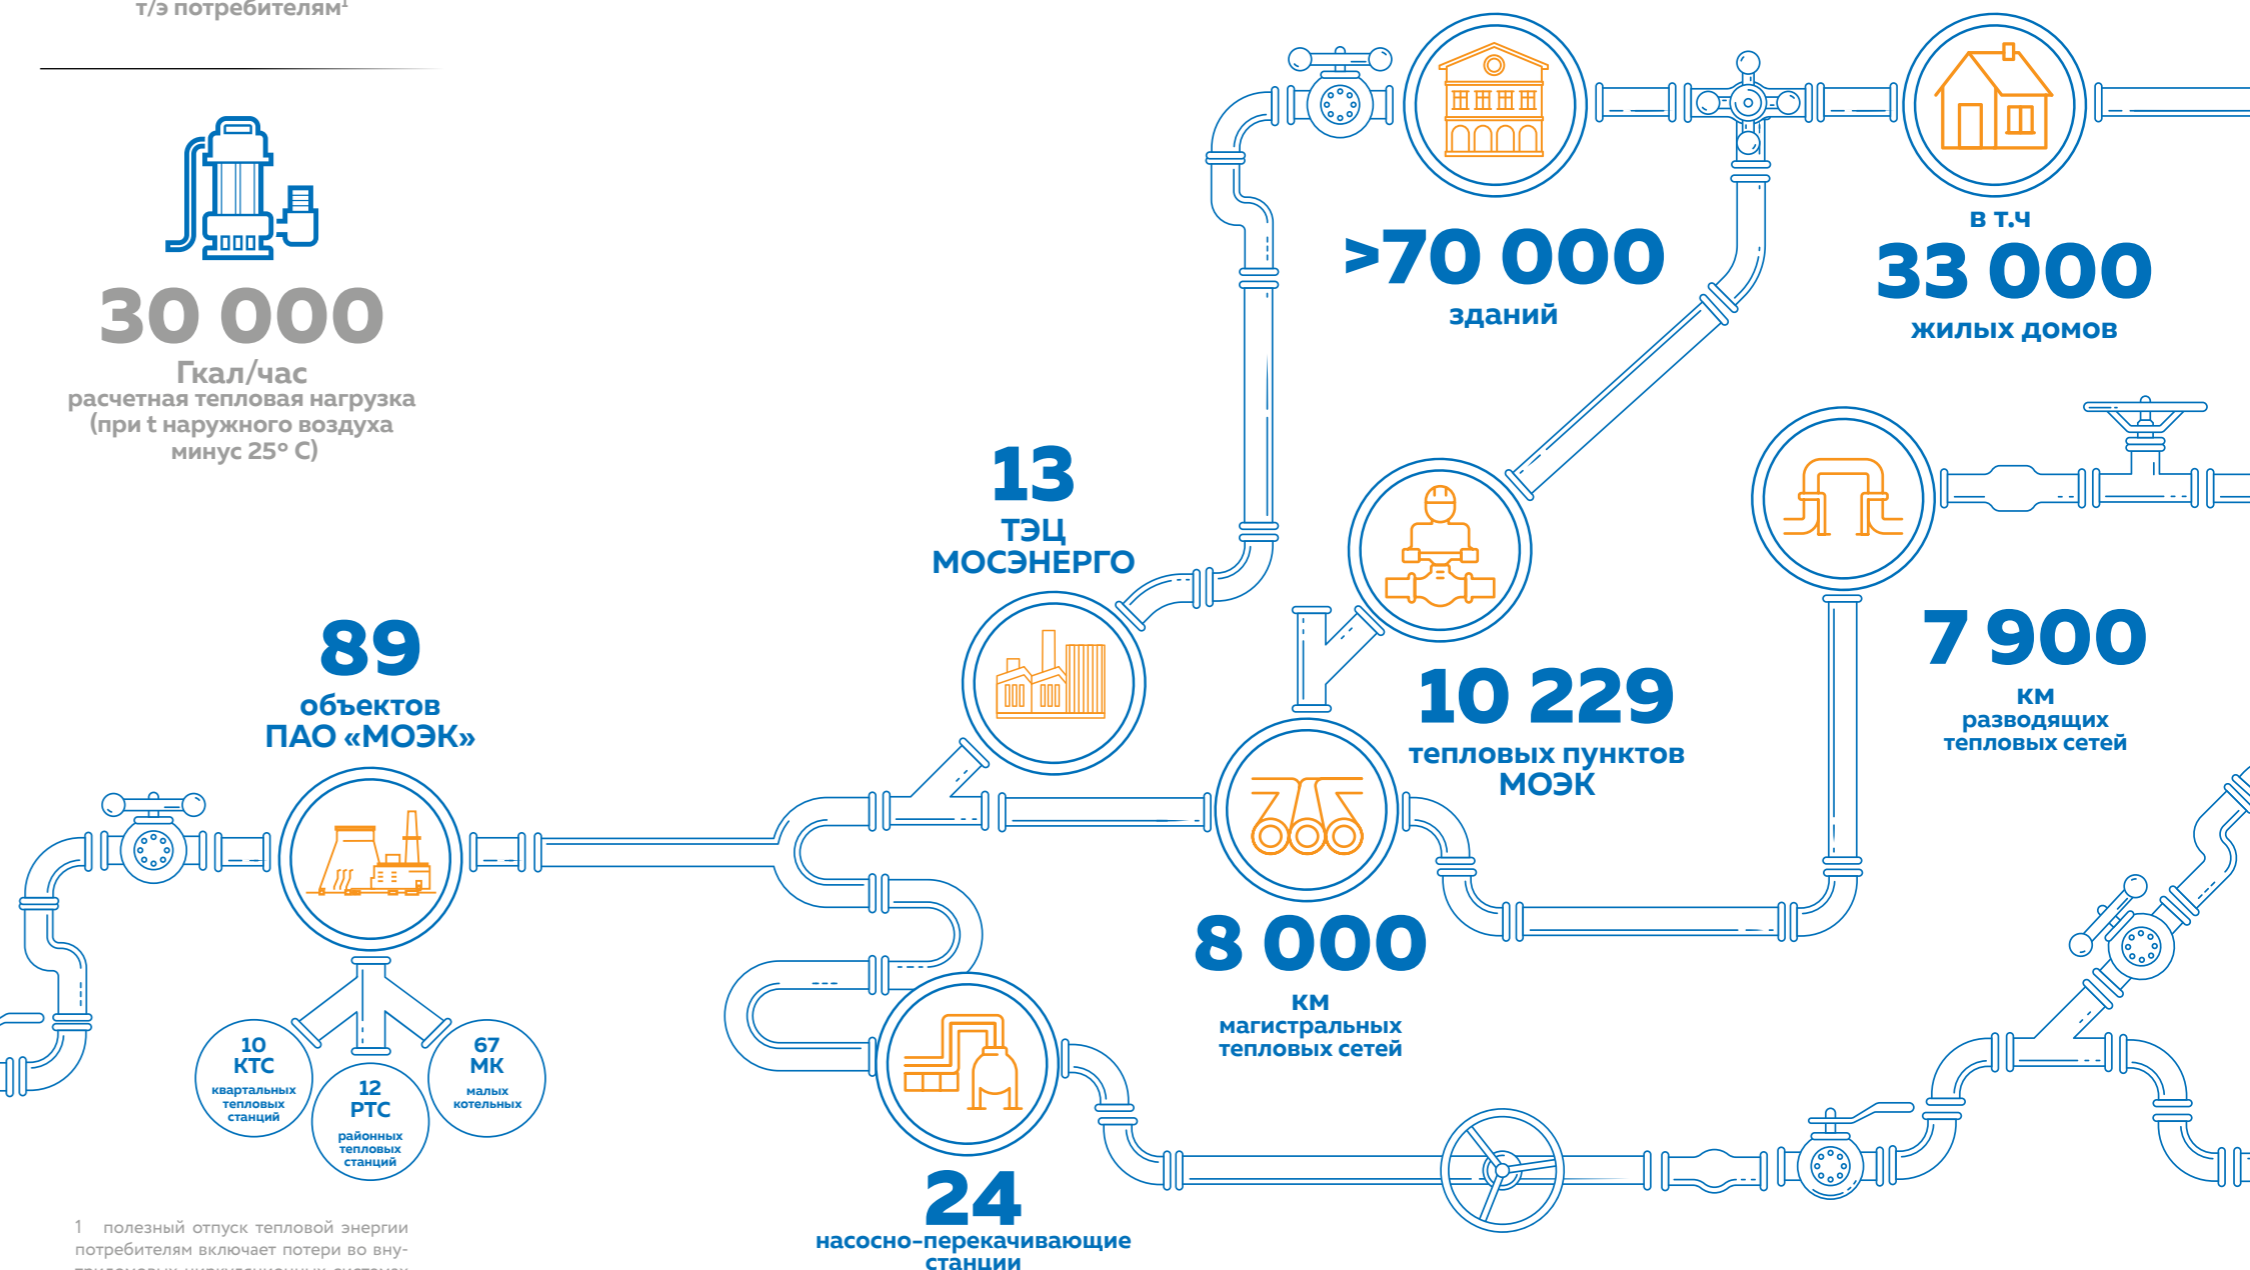 т/э потребителям¹
30 000
Гкал/час
расчетная тепловая нагрузка
(при t наружного воздуха
минус 25° C)
>70 000
зданий
в т.ч
33 000
жилых домов
13
ТЭЦ
МОСЭНЕРГО
89
объектов
ПАО «МОЭК»
10 229
тепловых пунктов
МОЭК
7 900
км
разводящих
тепловых сетей
8 000
км
магистральных
тепловых сетей
10
КТС
квартальных
тепловых
станций
12
РТС
районных
тепловых
станций
67
МК
малых
котельных
24
насосно-перекачивающие
станции
1 полезный отпуск тепловой энергии
потребителям включает потери во вну-
тридомовых циркуляционных системах